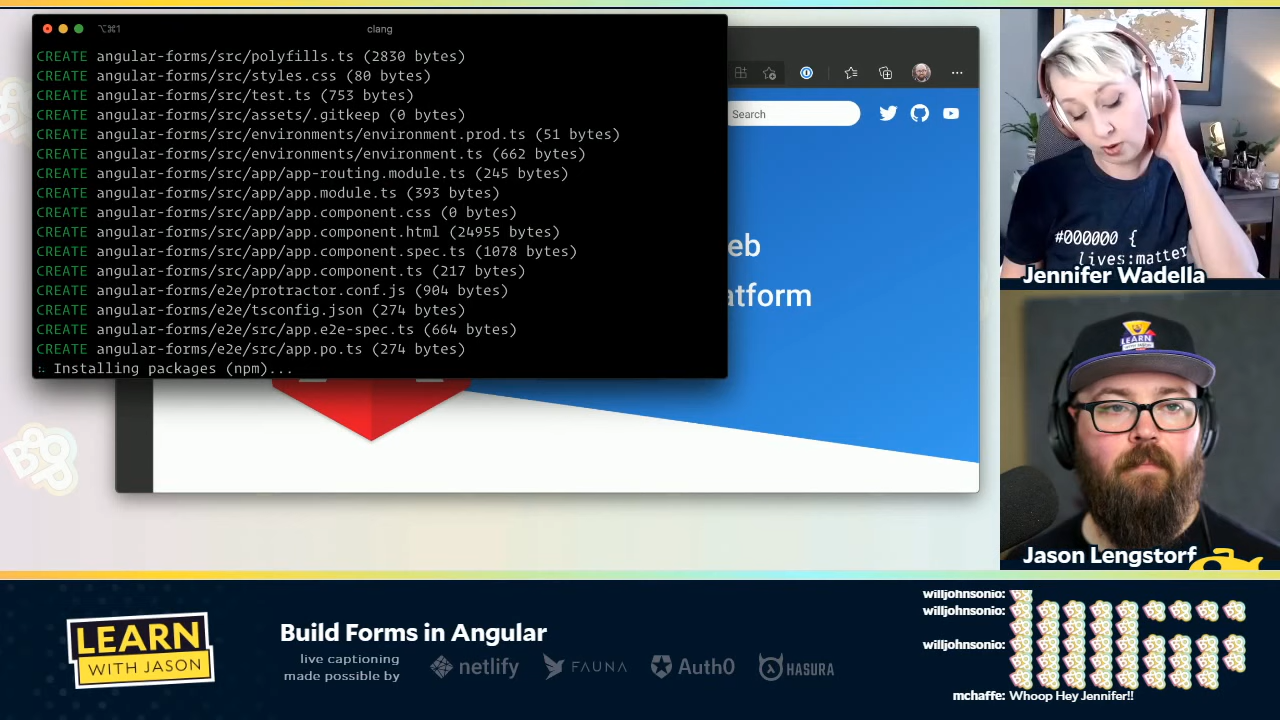 ⌥⌘1
clang
CREATE angular-forms/src/polyfills.ts (2830 bytes)
CREATE angular-forms/src/styles.css (80 bytes)
CREATE angular-forms/src/test.ts (753 bytes)
CREATE angular-forms/src/assets/.gitkeep (0 bytes)
CREATE angular-forms/src/environments/environment.prod.ts (51 bytes)
CREATE angular-forms/src/environments/environment.ts (662 bytes)
CREATE angular-forms/src/app/app-routing.module.ts (245 bytes)
CREATE angular-forms/src/app/app.module.ts (393 bytes)
CREATE angular-forms/src/app/app.component.css (0 bytes)
CREATE angular-forms/src/app/app.component.html (24955 bytes)
CREATE angular-forms/src/app/app.component.spec.ts (1078 bytes)
CREATE angular-forms/src/app/app.component.ts (217 bytes)
CREATE angular-forms/e2e/protractor.conf.js (904 bytes)
CREATE angular-forms/e2e/tsconfig.json (274 bytes)
CREATE angular-forms/e2e/src/app.e2e-spec.ts (664 bytes)
CREATE angular-forms/e2e/src/app.po.ts (274 bytes)
Installing packages (npm)...
Search
eb
atform
#000000 {
lives:matter
Jennifer Wadella
LEARN
Jason Lengstorf
LEARN
WITH JASON
Build Forms in Angular
live captioning
made possible by
netlify
FAUNA
Auth0
HASURA
willjohnsonio:
willjohnsonio:
willjohnsonio:
mchaffe: Whoop Hey Jennifer!!